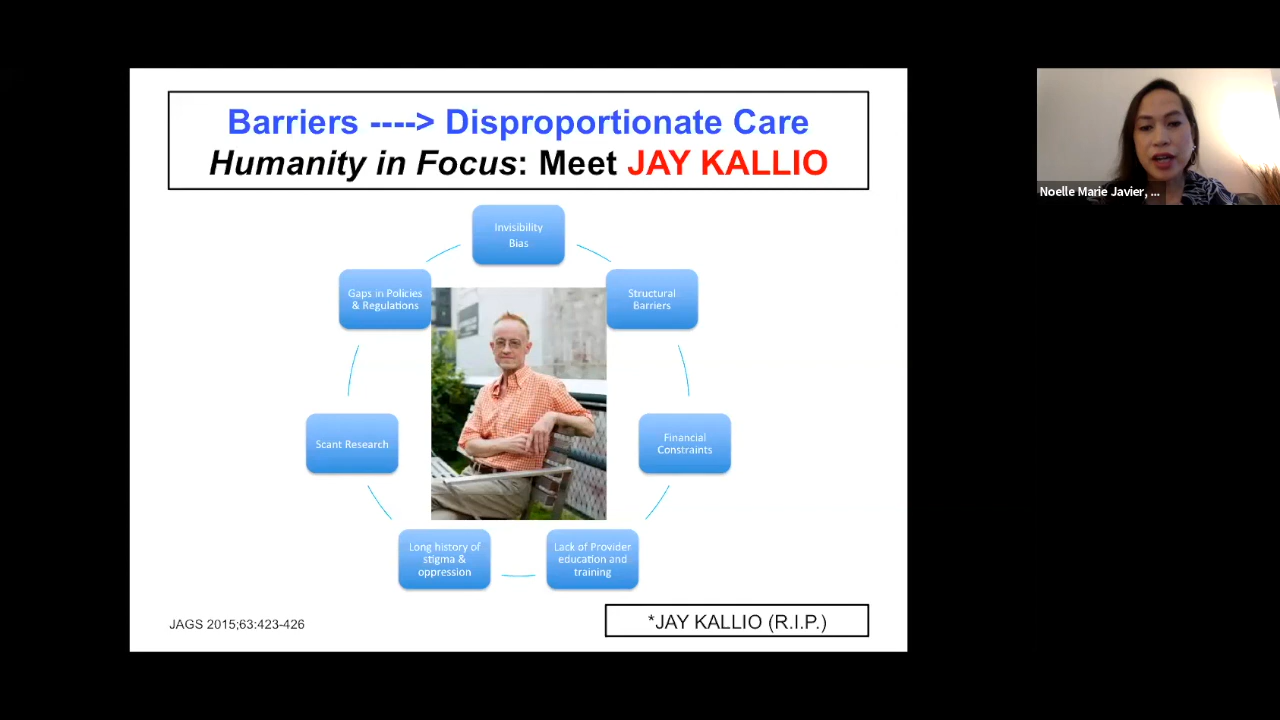 Barriers ----> Disproportionate Care
Humanity in Focus: Meet JAY KALLIO
Invisibility
Bias
Structural
Barriers
Financial
Constraints
Lack of Provider
education and
training
Long history of
stigma &
oppression
Scant Research
Gaps in Policies
& Regulations
JAGS 2015;63:423-426
*JAY KALLIO (R.I.P.)
Noelle Marie Javier, ...